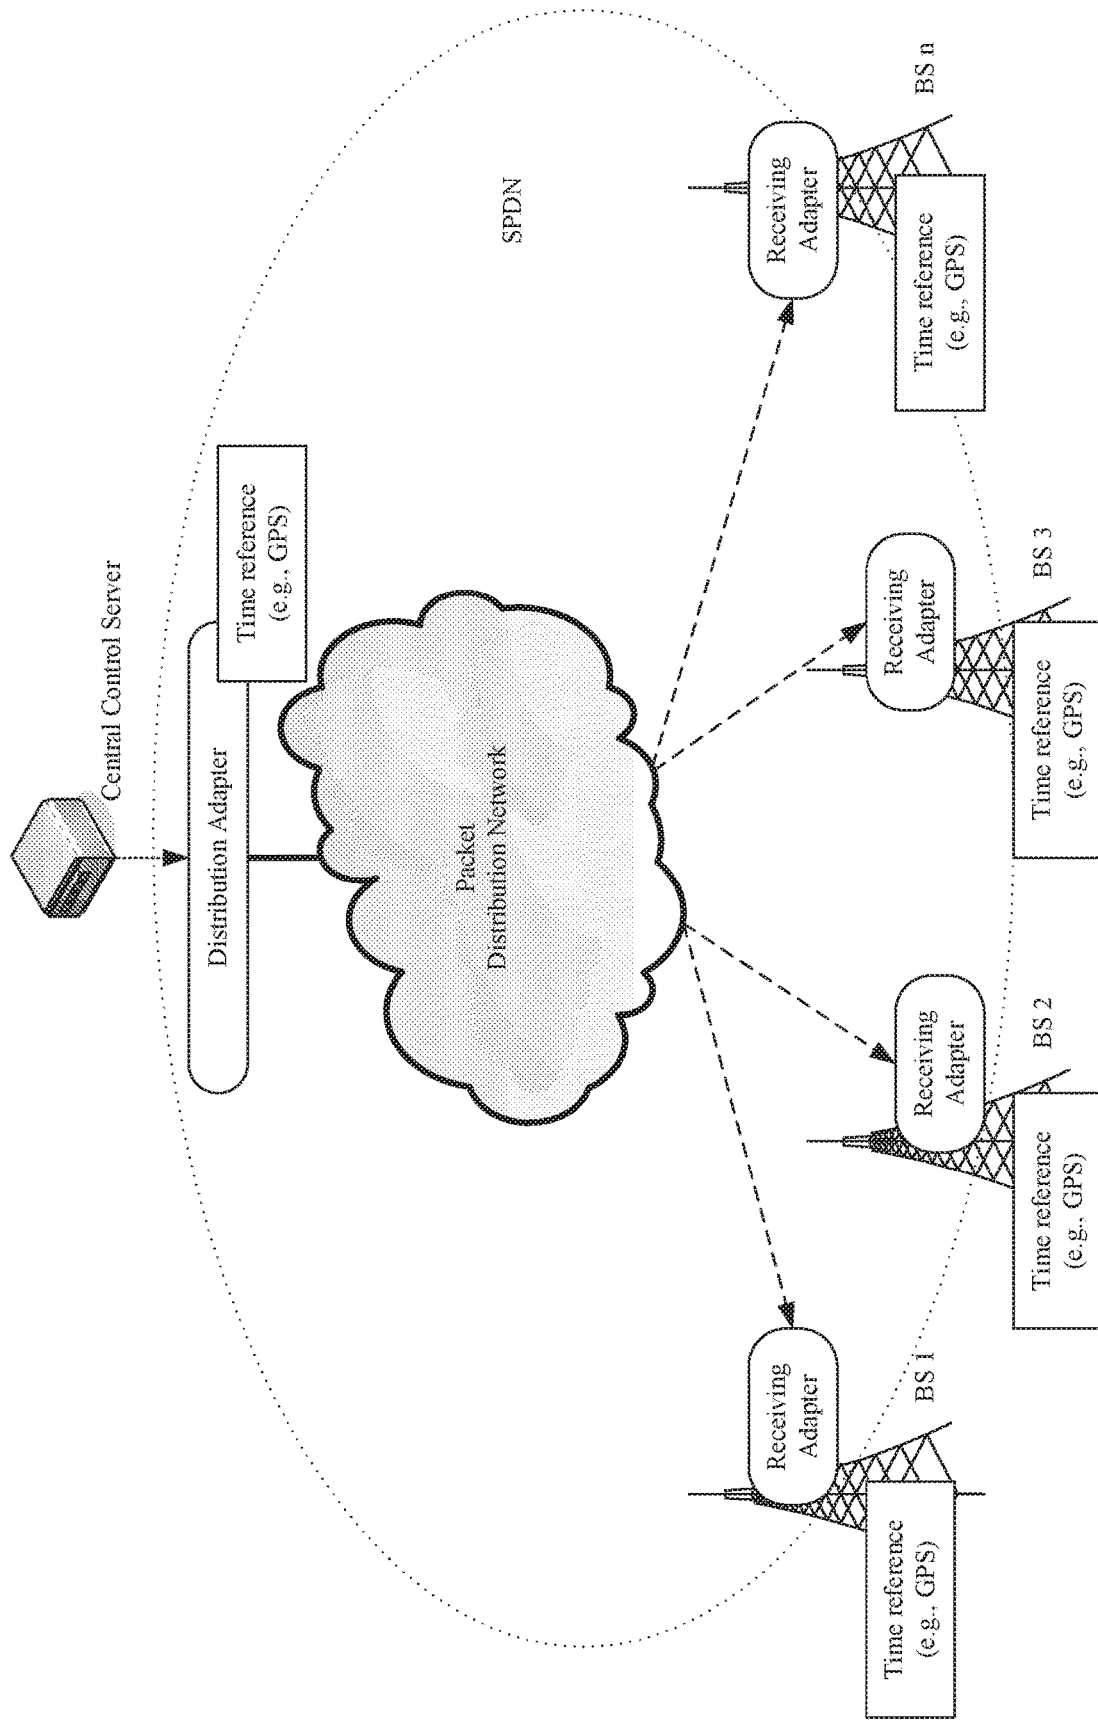 Central Control Server
Distribution Adapter
Time reference
(e.g., GPS)
Packet
Distribution Network
SPDN
Receiving
Adapter
BS 1
Time reference
(e.g., GPS)
Receiving
Adapter
BS 2
Time reference
(e.g., GPS)
Receiving
Adapter
BS 3
Time reference
(e.g., GPS)
Receiving
Adapter
BS n
Time reference
(e.g., GPS)